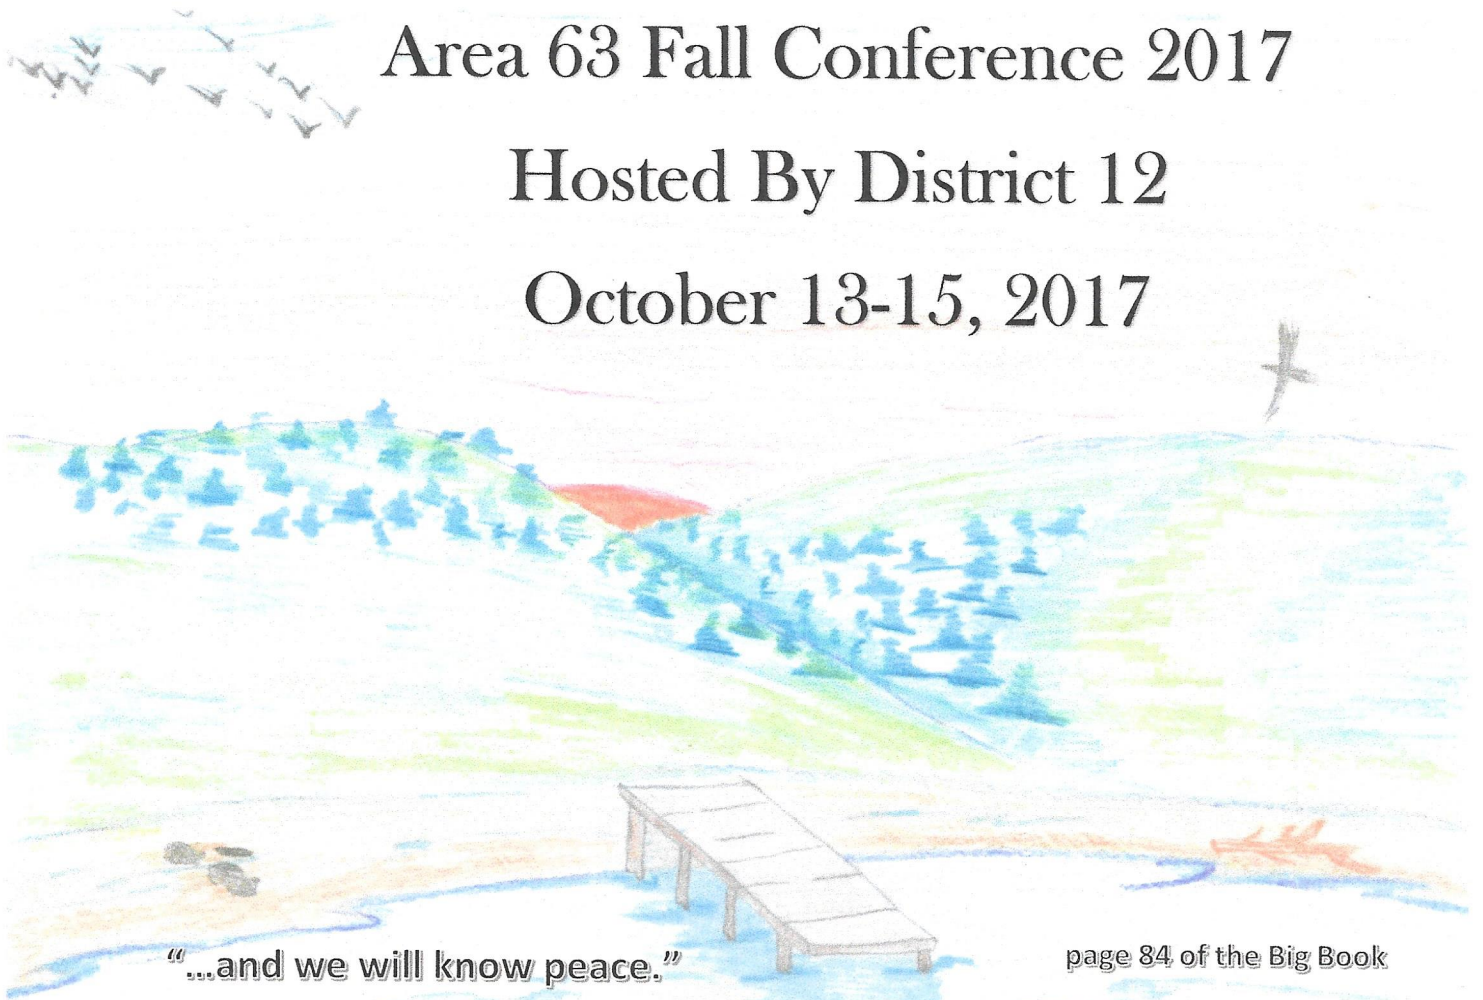 Area 63 Fall Conference 2017
Hosted By District 12
October 13-15, 2017
“...and we will know peace.”
page 84 of the Big Book